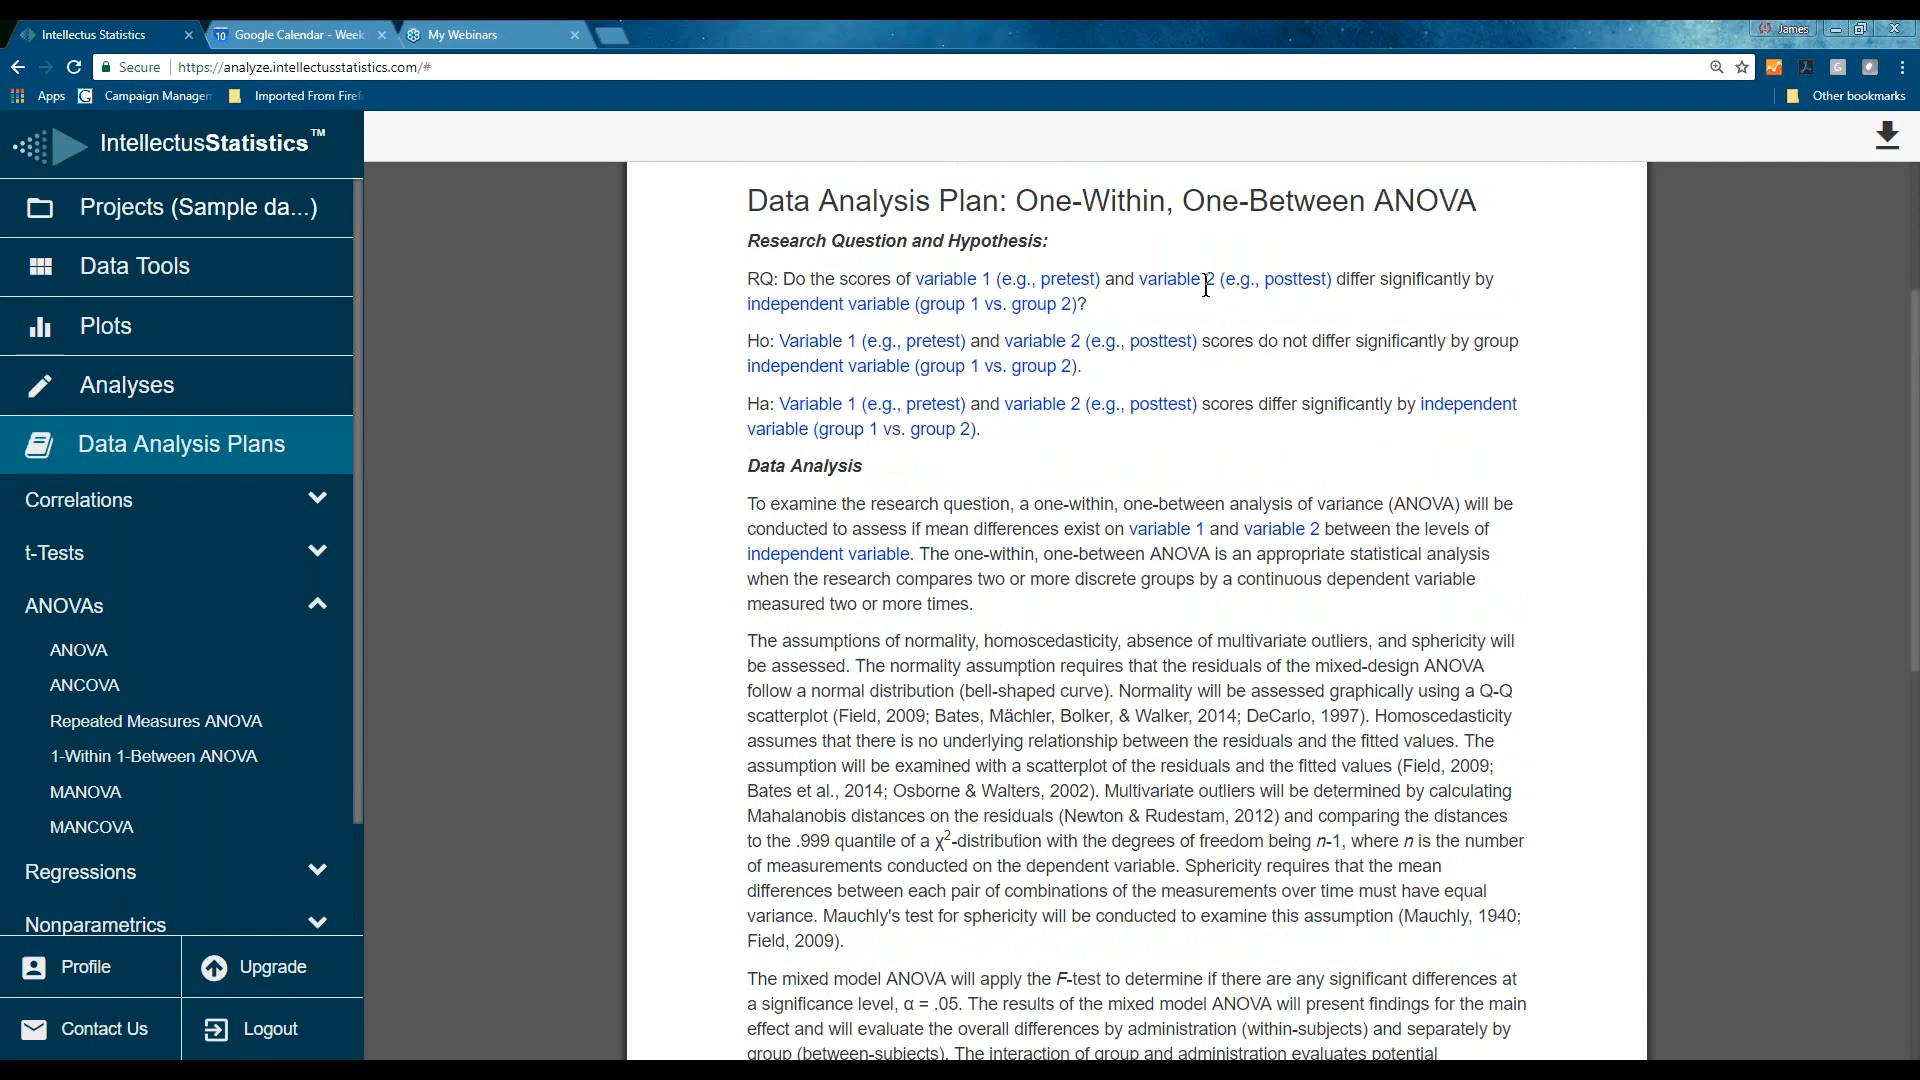 Intellectus Statistics
Google Calendar - Week
My Webinars
James
Secure
https://analyze.intellectusstatistics.com/#
Apps
Campaign Manager
Imported From Firef
Other bookmarks
IntellectusStatistics™
Projects (Sample da...)
Data Tools
Plots
Analyses
Data Analysis Plans
Correlations
t-Tests
ANOVAs
ANOVA
ANCOVA
Repeated Measures ANOVA
1-Within 1-Between ANOVA
MANOVA
MANCOVA
Regressions
Nonparametrics
Profile
Upgrade
Contact Us
Logout
Data Analysis Plan: One-Within, One-Between ANOVA
Research Question and Hypothesis:
RQ: Do the scores of variable 1 (e.g., pretest) and variable 2 (e.g., posttest) differ significantly by
independent variable (group 1 vs. group 2)?
Ho: Variable 1 (e.g., pretest) and variable 2 (e.g., posttest) scores do not differ significantly by group
independent variable (group 1 vs. group 2).
Ha: Variable 1 (e.g., pretest) and variable 2 (e.g., posttest) scores differ significantly by independent
variable (group 1 vs. group 2).
Data Analysis
To examine the research question, a one-within, one-between analysis of variance (ANOVA) will be
conducted to assess if mean differences exist on variable 1 and variable 2 between the levels of
independent variable. The one-within, one-between ANOVA is an appropriate statistical analysis
when the research compares two or more discrete groups by a continuous dependent variable
measured two or more times.
The assumptions of normality, homoscedasticity, absence of multivariate outliers, and sphericity will
be assessed. The normality assumption requires that the residuals of the mixed-design ANOVA
follow a normal distribution (bell-shaped curve). Normality will be assessed graphically using a Q-Q
scatterplot (Field, 2009; Bates, Mächler, Bolker, & Walker, 2014; DeCarlo, 1997). Homoscedasticity
assumes that there is no underlying relationship between the residuals and the fitted values. The
assumption will be examined with a scatterplot of the residuals and the fitted values (Field, 2009;
Bates et al., 2014; Osborne & Walters, 2002). Multivariate outliers will be determined by calculating
Mahalanobis distances on the residuals (Newton & Rudestam, 2012) and comparing the distances
to the .999 quantile of a χ²-distribution with the degrees of freedom being n-1, where n is the number
of measurements conducted on the dependent variable. Sphericity requires that the mean
differences between each pair of combinations of the measurements over time must have equal
variance. Mauchly's test for sphericity will be conducted to examine this assumption (Mauchly, 1940;
Field, 2009).
The mixed model ANOVA will apply the F-test to determine if there are any significant differences at
a significance level, α = .05. The results of the mixed model ANOVA will present findings for the main
effect and will evaluate the overall differences by administration (within-subjects) and separately by
group (between-subjects). The interaction of group and administration evaluates potential